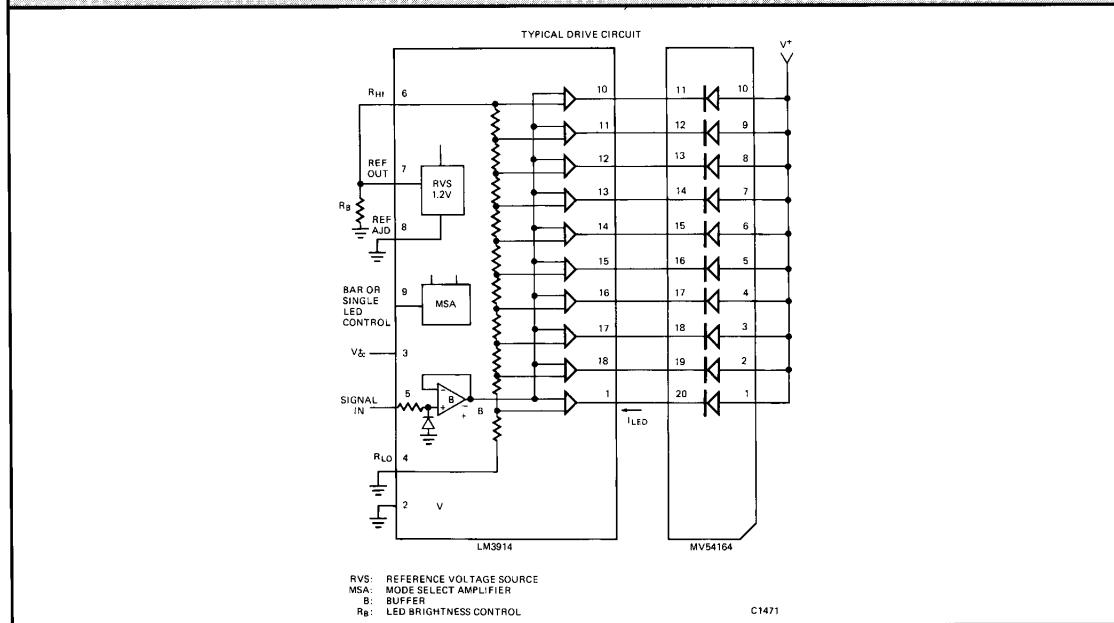 TYPICAL DRIVE CIRCUIT
V+
RHI 6
10 11 10
11 12 9
REF OUT 7
RVS 1.2V
12 13 8
13 14 7
RB
REF AJD 8
14 15 6
15 16 5
BAR OR SINGLE LED CONTROL 9
MSA
16 17 4
17 18 3
3
18 19 2
SIGNAL IN 5
B
B
1 20 1
ILED
RLO 4
2 V
LM3914
MV54164
RVS: REFERENCE VOLTAGE SOURCE
MSA: MODE SELECT AMPLIFIER
B: BUFFER
RB: LED BRIGHTNESS CONTROL
C1471